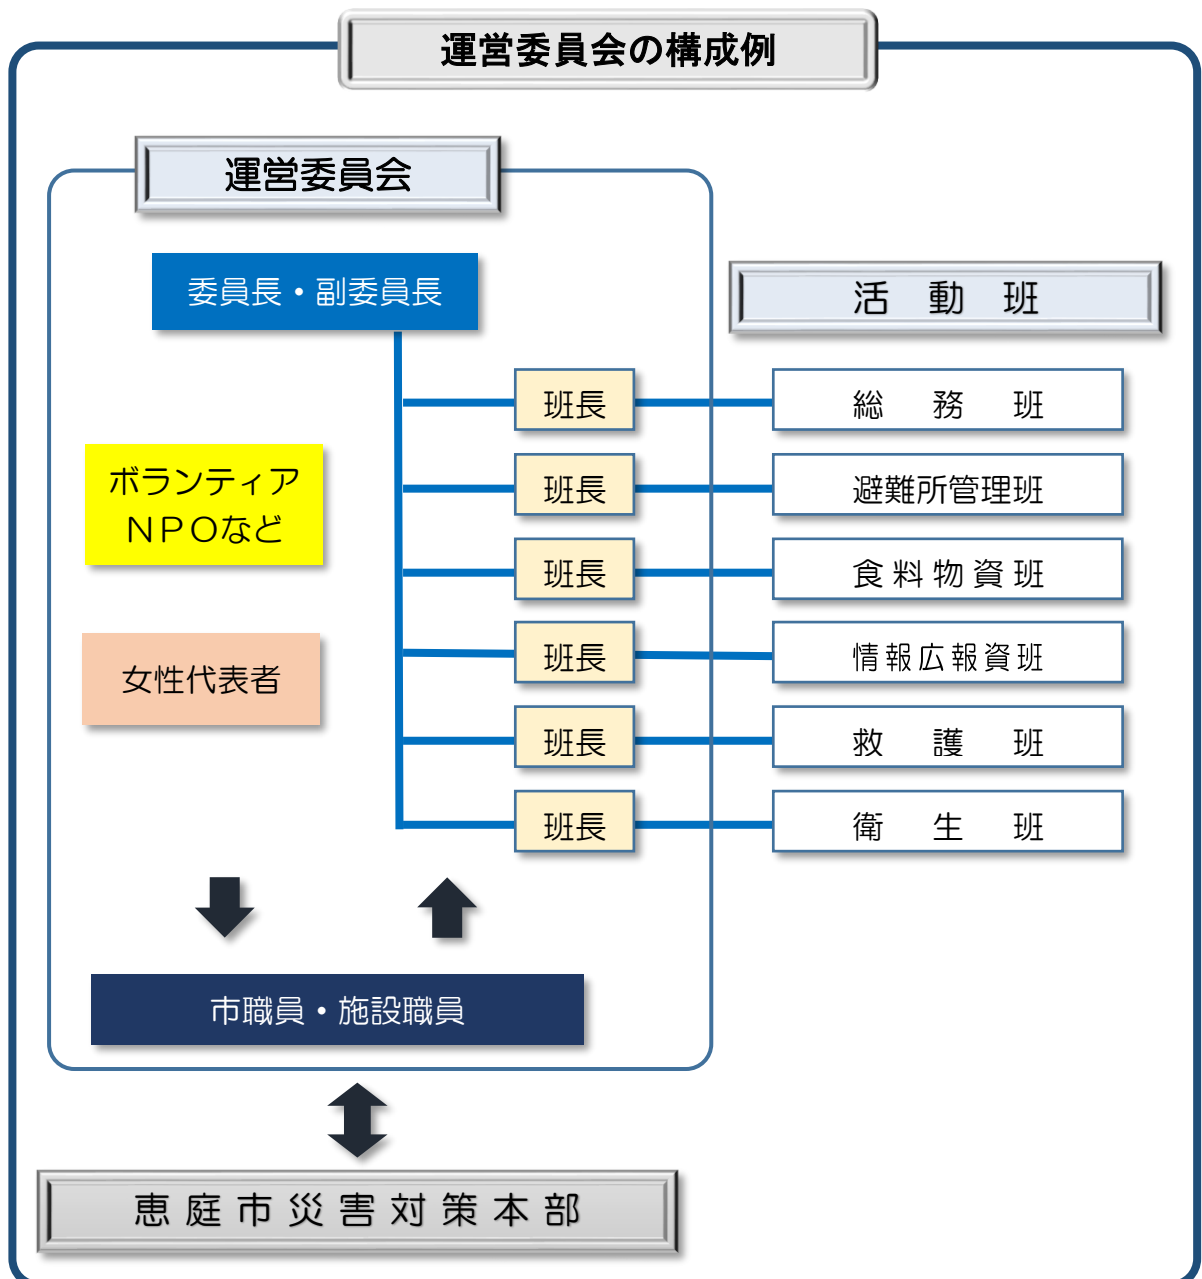 運営委員会の構成例
運営委員会
委員長・副委員長
活動班
班長
総務班
班長
避難所管理班
ボランティア
NPOなど
班長
食料物資班
班長
情報広報資班
女性代表者
班長
救護班
班長
衛生班
市職員・施設職員
恵庭市災害対策本部